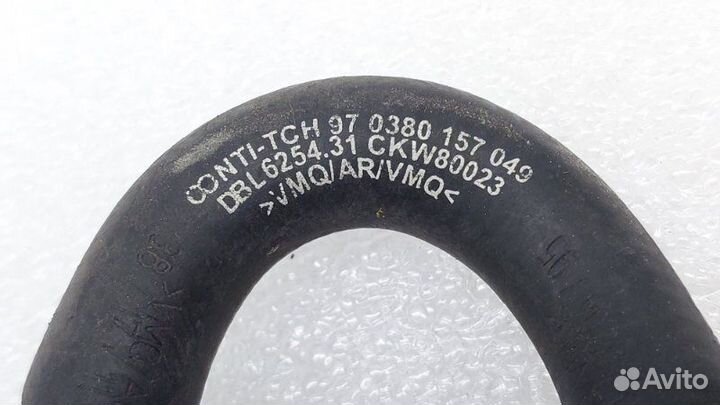 CONTI-TCH 97 0380 157 049
DBL6254.31 CKW80023
>VMQ/AR/VMQ<
Avito